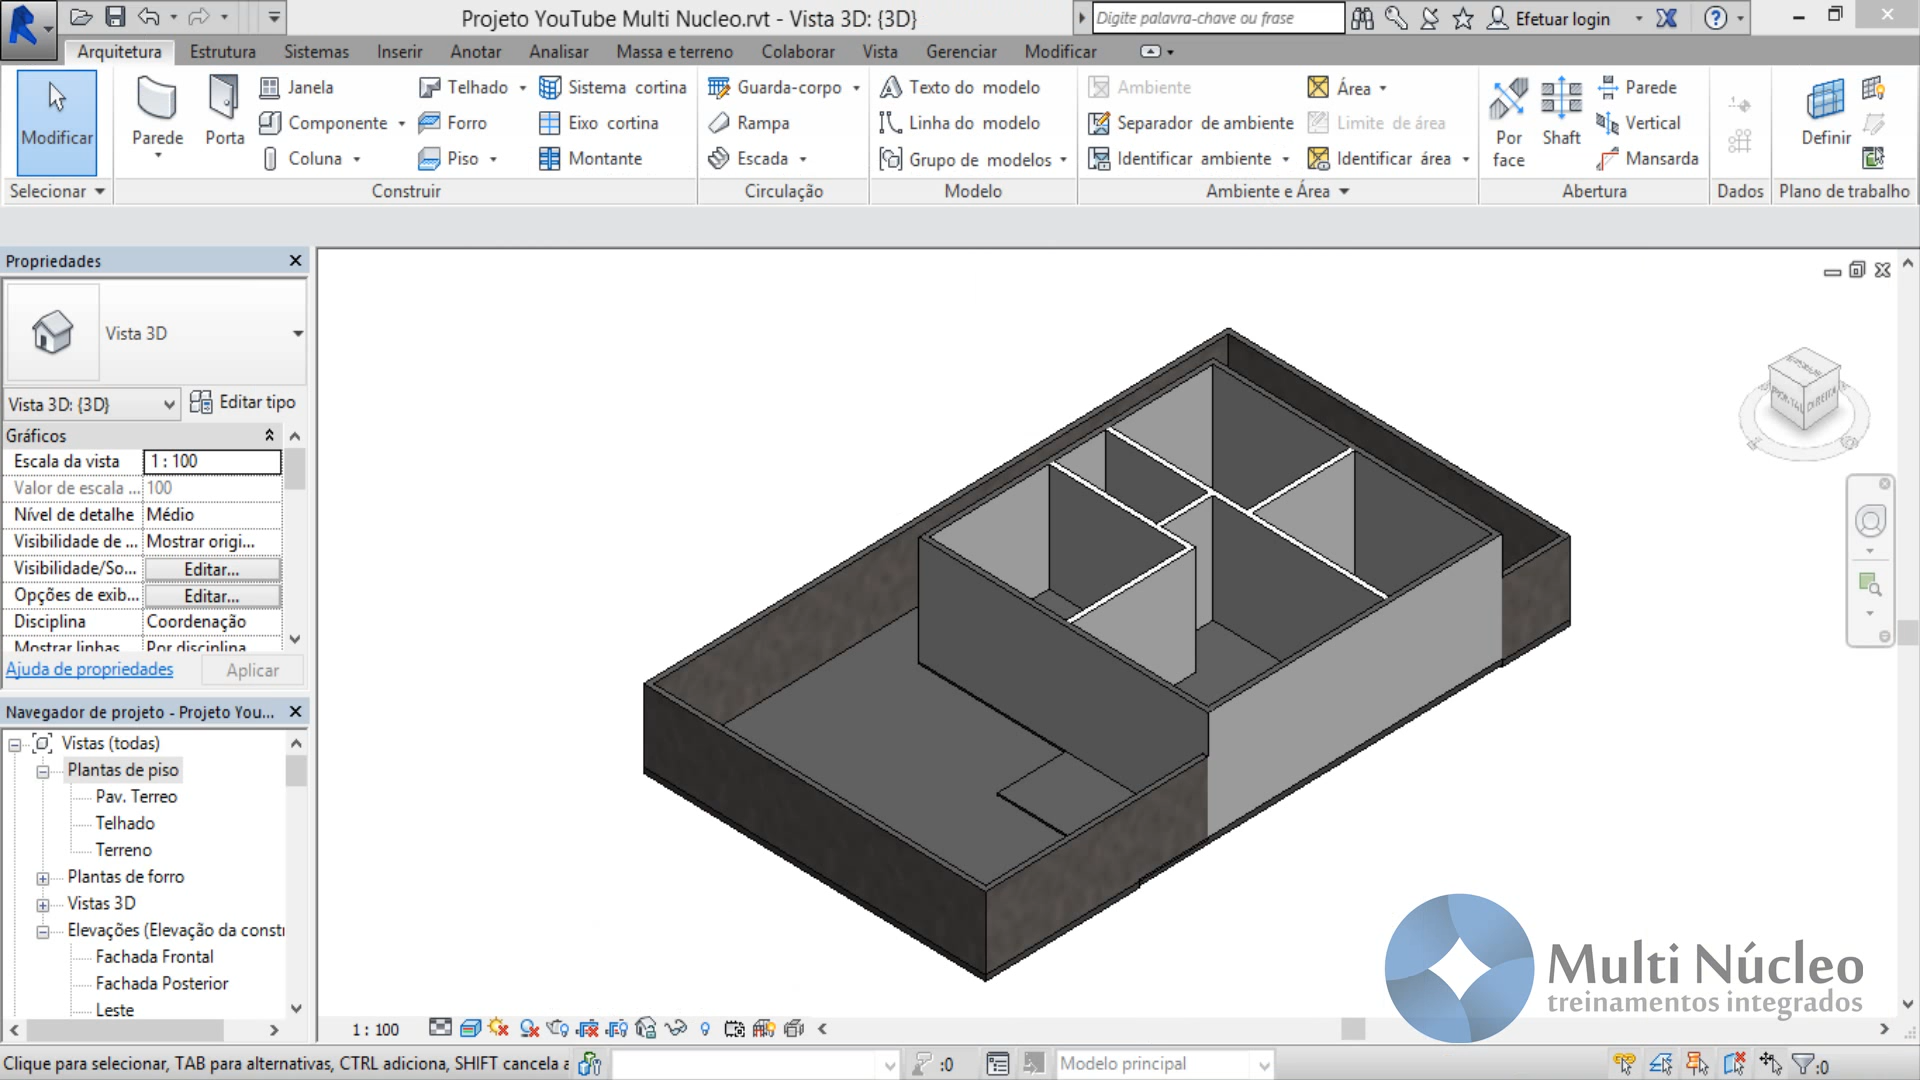 Projeto YouTube Multi Nucleo.rvt - Vista 3D: {3D}
Digite palavra-chave ou frase
Efetuar login
Arquitetura Estrutura Sistemas Inserir Anotar Analisar Massa e terreno Colaborar Vista Gerenciar Modificar
Modificar
Parede
Porta
Janela
Componente
Coluna
Telhado
Forro
Piso
Sistema cortina
Eixo cortina
Montante
Guarda-corpo
Rampa
Escada
Texto do modelo
Linha do modelo
Grupo de modelos
Ambiente
Separador de ambiente
Identificar ambiente
Área
Limite de área
Identificar área
Por face
Shaft
Parede
Vertical
Mansarda
Definir
Selecionar Construir Circulação Modelo Ambiente e Área Abertura Dados Plano de trabalho
Propriedades
Vista 3D
Vista 3D: {3D} Editar tipo
Gráficos
Escala da vista 1 : 100
Valor de escala ... 100
Nível de detalhe Médio
Visibilidade de ... Mostrar origi...
Visibilidade/So... Editar...
Opções de exib... Editar...
Disciplina Coordenação
Mostrar linhas Por disciplina
Ajuda de propriedades Aplicar
Navegador de projeto - Projeto You...
Vistas (todas)
Plantas de piso
Pav. Terreo
Telhado
Terreno
Plantas de forro
Vistas 3D
Elevações (Elevação da constr
Fachada Frontal
Fachada Posterior
Leste
DIREITA
1 : 100
Multi Núcleo
treinamentos integrados
Clique para selecionar, TAB para alternativas, CTRL adiciona, SHIFT cancela a
:0
Modelo principal
:0